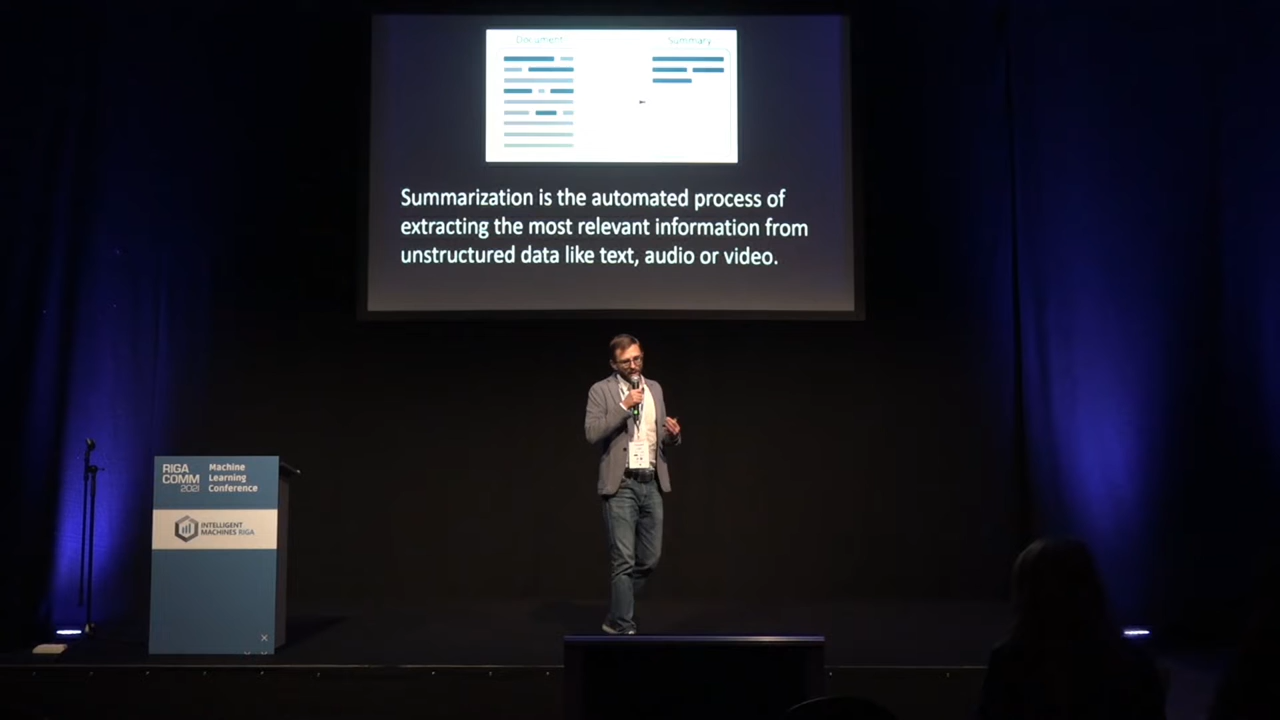 Document
Summary
Summarization is the automated process of
extracting the most relevant information from
unstructured data like text, audio or video.
RIGA
COMM
2021
Machine
Learning
Conference
INTELLIGENT
MACHINES RIGA